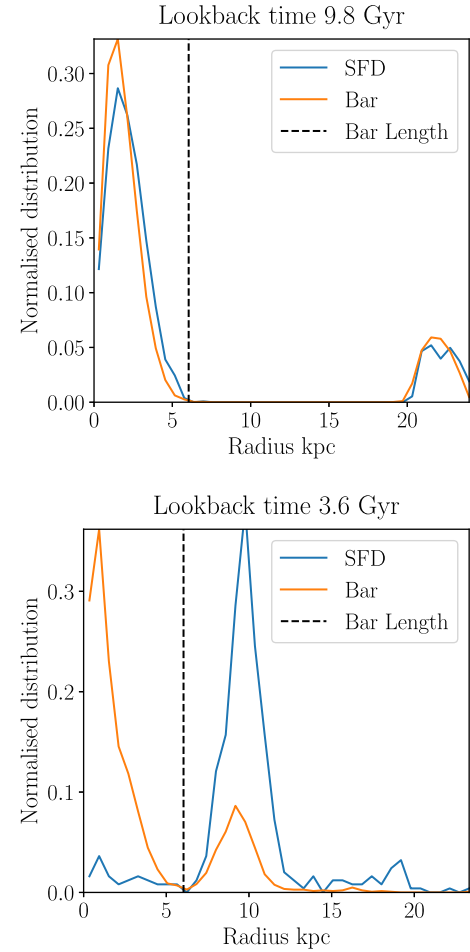 Lookback time 9.8 Gyr
Normalised distribution
0.30
0.25
0.20
0.15
0.10
0.05
0.00
SFD
Bar
Bar Length
0 5 10 15 20
Radius kpc
Lookback time 3.6 Gyr
Normalised distribution
0.3
0.2
0.1
0.0
SFD
Bar
Bar Length
0 5 10 15 20
Radius kpc